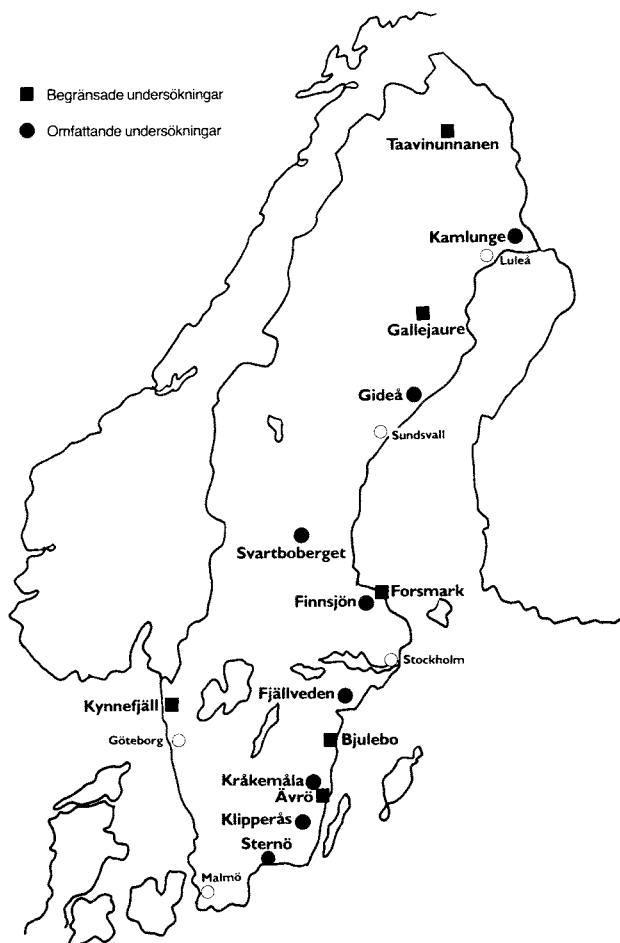 Begränsade undersökningar
Omfattande undersökningar
Taavinunnanen
Kamlunge
Luleå
Gallejaure
Gideå
Sundsvall
Svartboberget
Forsmark
Finnsjön
Stockholm
Fjällveden
Kynnefjäll
Göteborg
Bjulebo
Kråkemåla
Ävrö
Klipperås
Sternö
Malmö